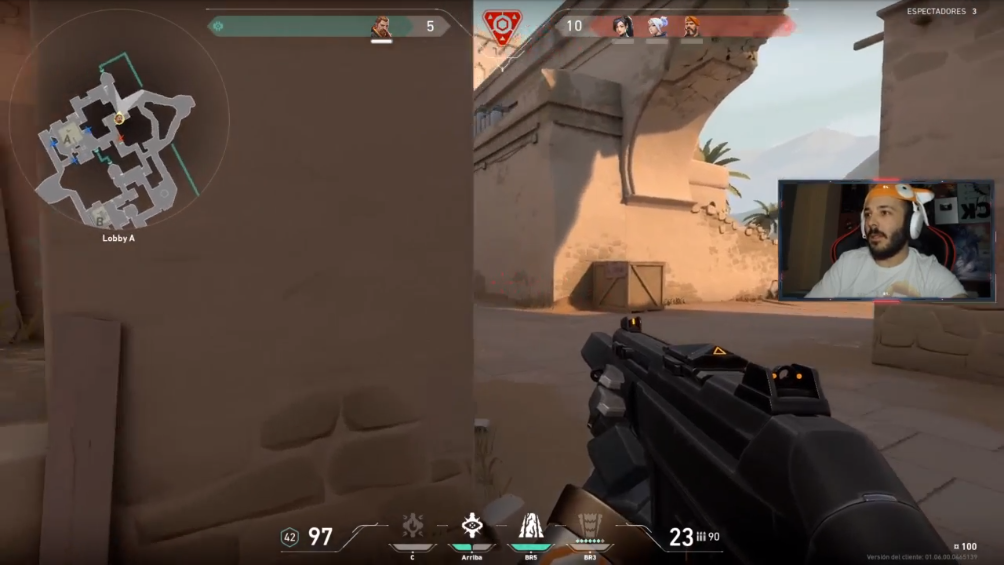 5
10
ESPECTADORES 3
A
B
Lobby A
42
97
C
Arriba
BR5
BR3
23
90
100
Versión del cliente: 01.06.00.0465139